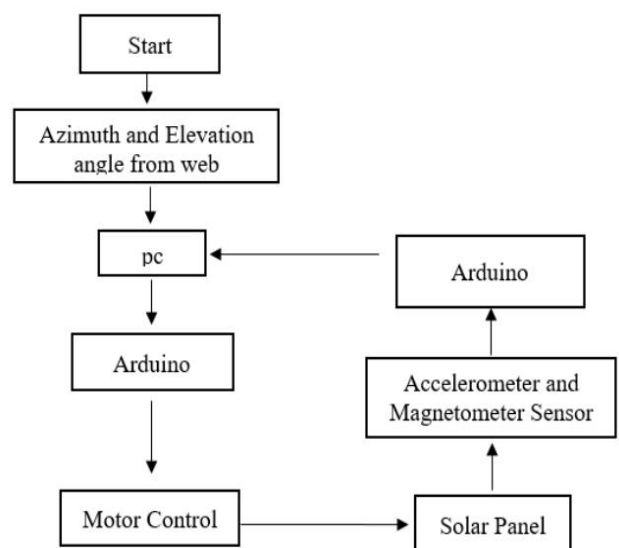 Start
Azimuth and Elevation
angle from web
pc
Arduino
Arduino
Accelerometer and
Magnetometer Sensor
Motor Control
Solar Panel